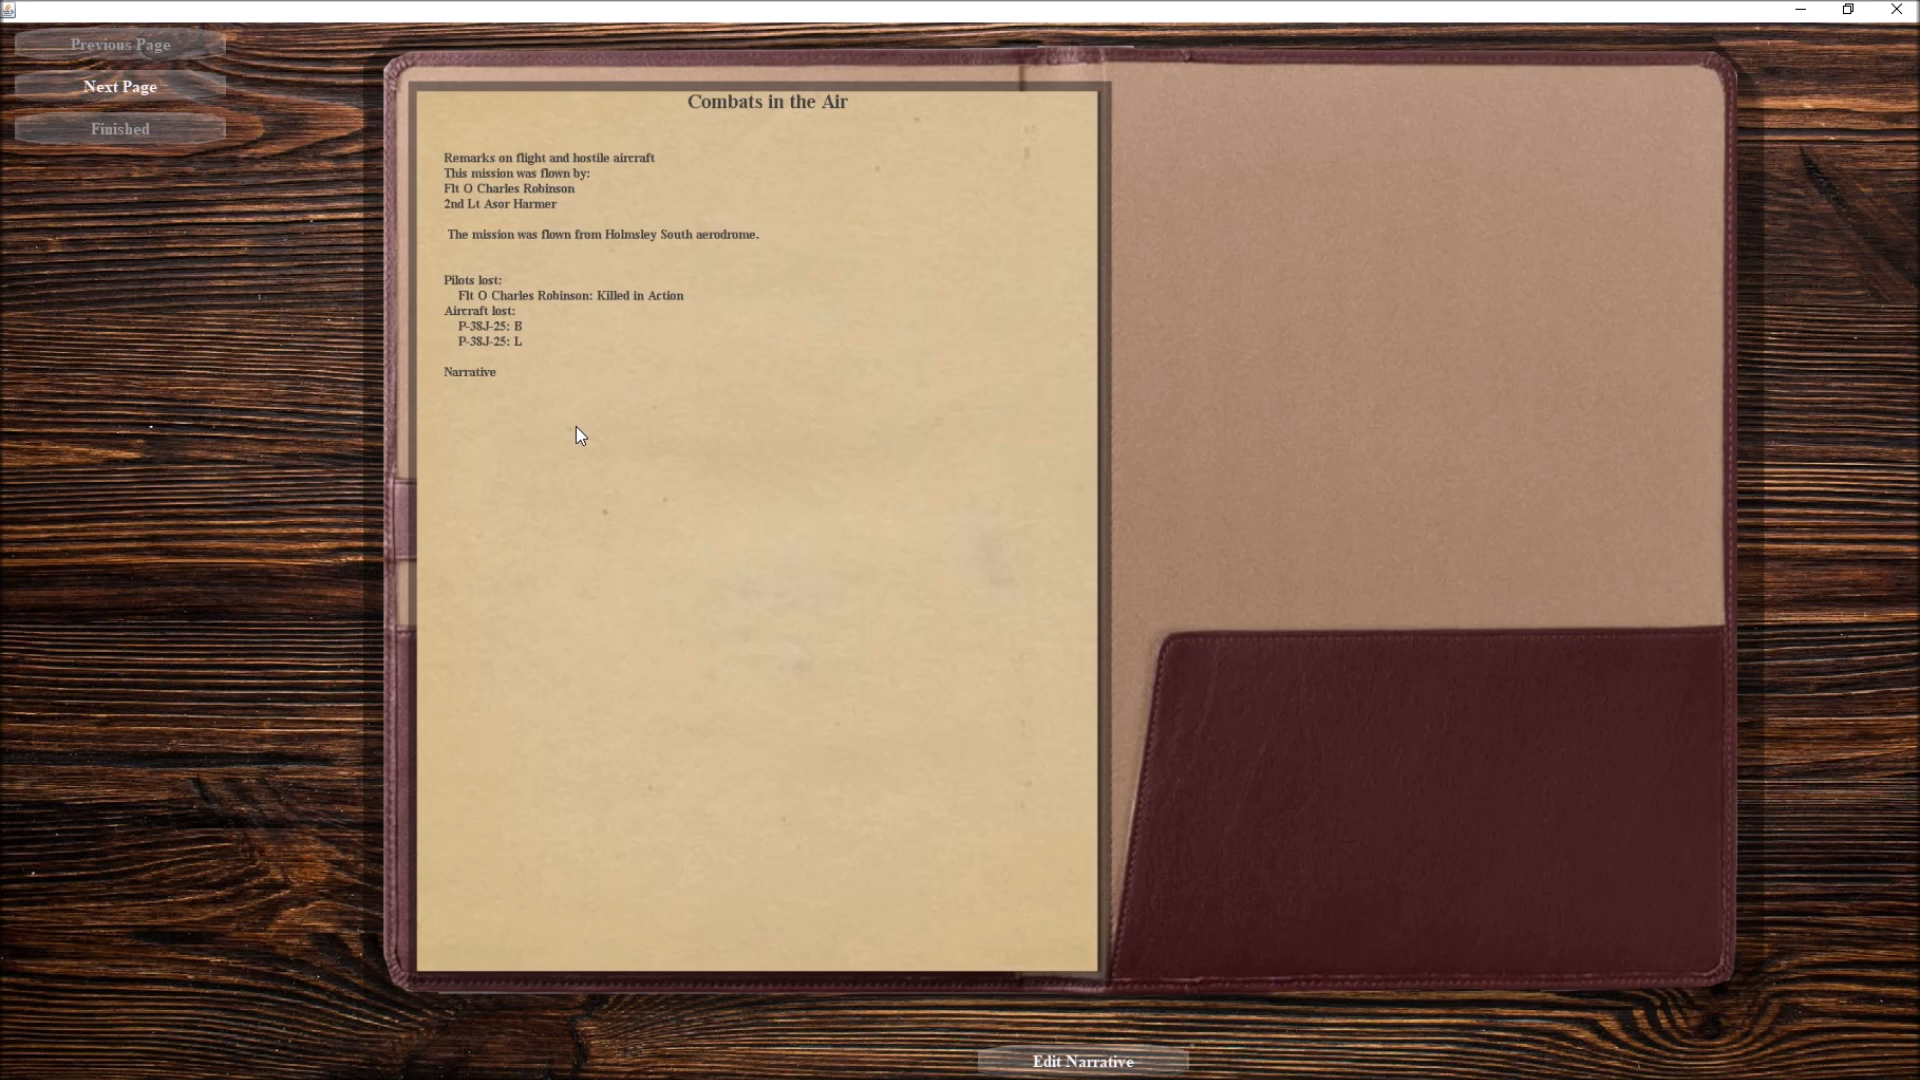 Previous Page
Next Page
Finished
Combats in the Air
Remarks on flight and hostile aircraft
This mission was flown by:
Flt O Charles Robinson
2nd Lt Asor Harmer
The mission was flown from Holmsley South aerodrome.
Pilots lost:
Flt O Charles Robinson: Killed in Action
Aircraft lost:
P-38J-25: B
P-38J-25: L
Narrative
Edit Narrative